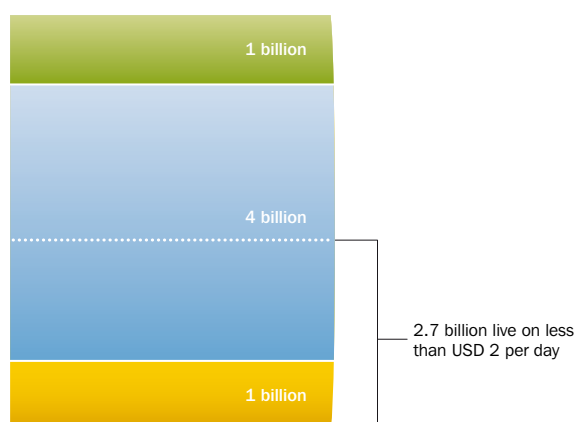 1 billion
4 billion
2.7 billion live on less
than USD 2 per day
1 billion